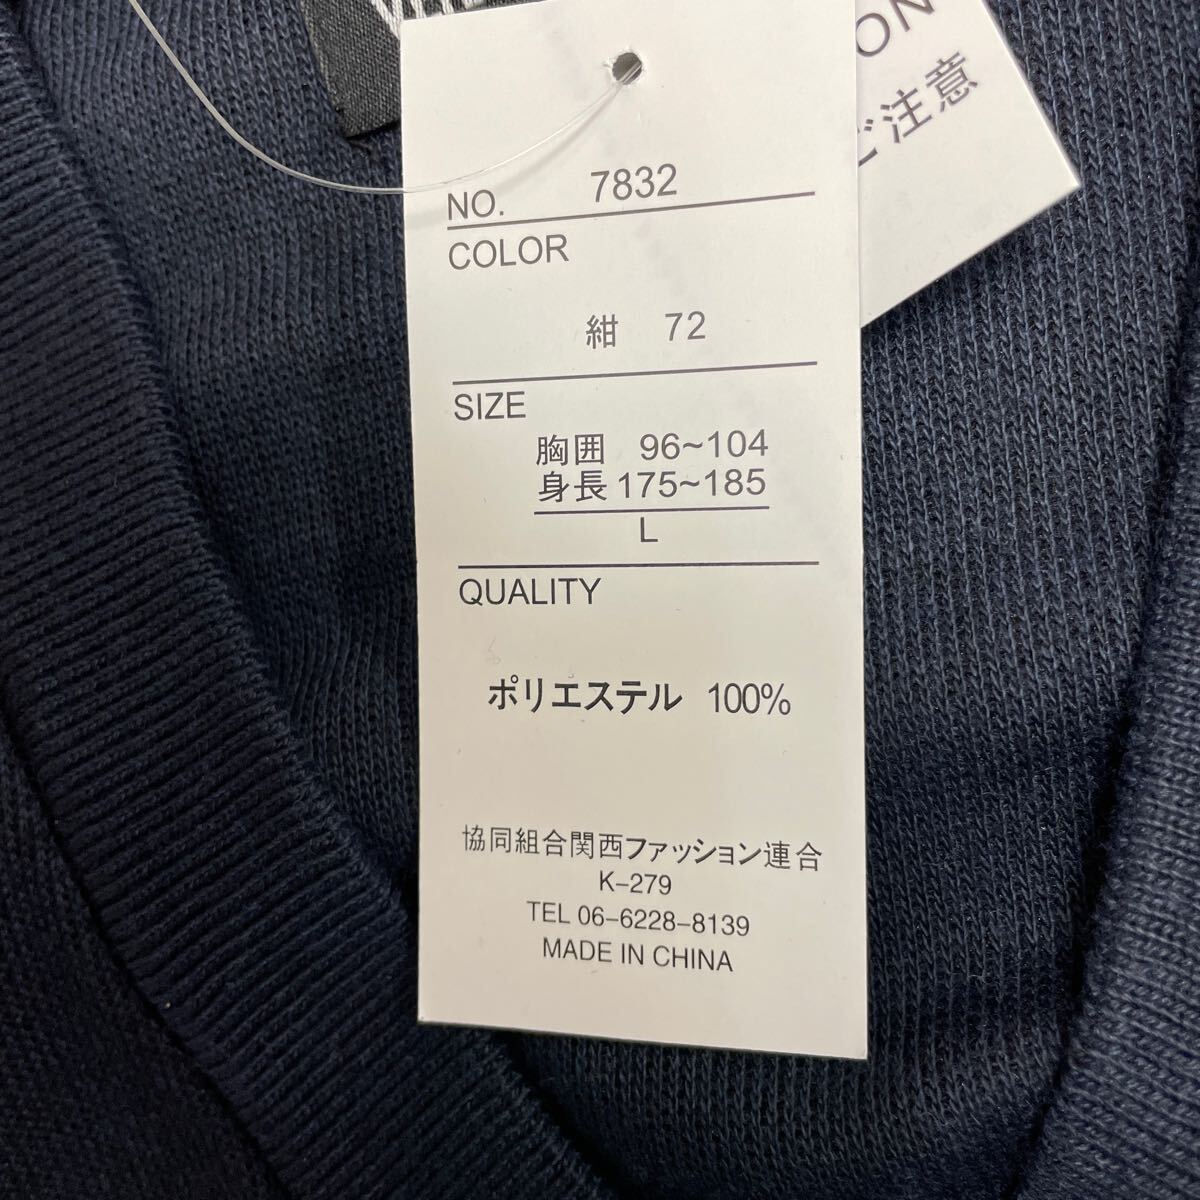 ご注意
NO. 7832
COLOR
紺 72
SIZE
胸囲 96~104
身長 175~185
L
QUALITY
ポリエステル 100%
協同組合関西ファッション連合
K-279
TEL 06-6228-8139
MADE IN CHINA